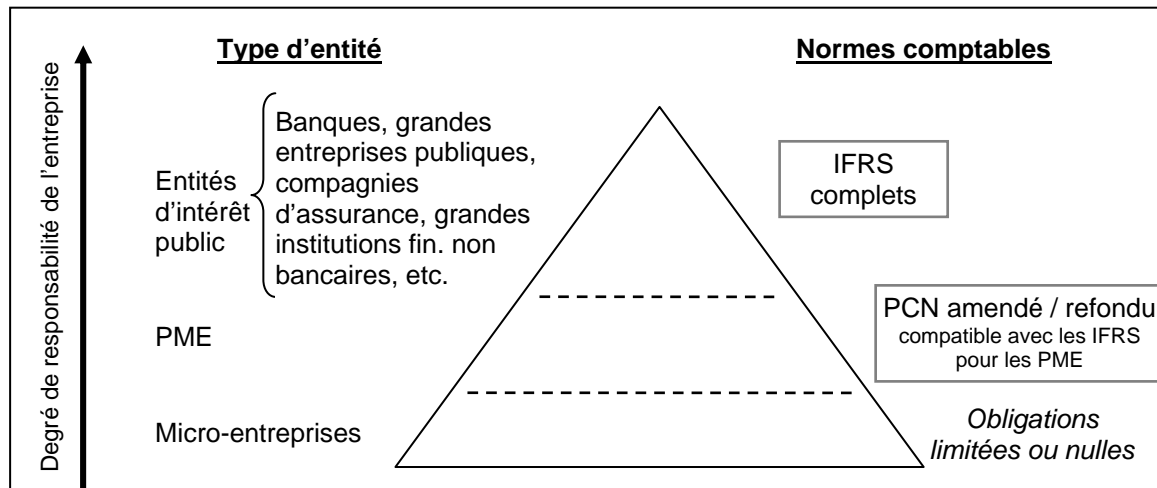 Degré de responsabilité de l'entreprise
Type d'entité
Normes comptables
Entités
d'intérêt
public
Banques, grandes
entreprises publiques,
compagnies
d'assurance, grandes
institutions fin. non
bancaires, etc.
IFRS
complets
PME
PCN amendé / refondu
compatible avec les IFRS
pour les PME
Micro-entreprises
Obligations
limitées ou nulles